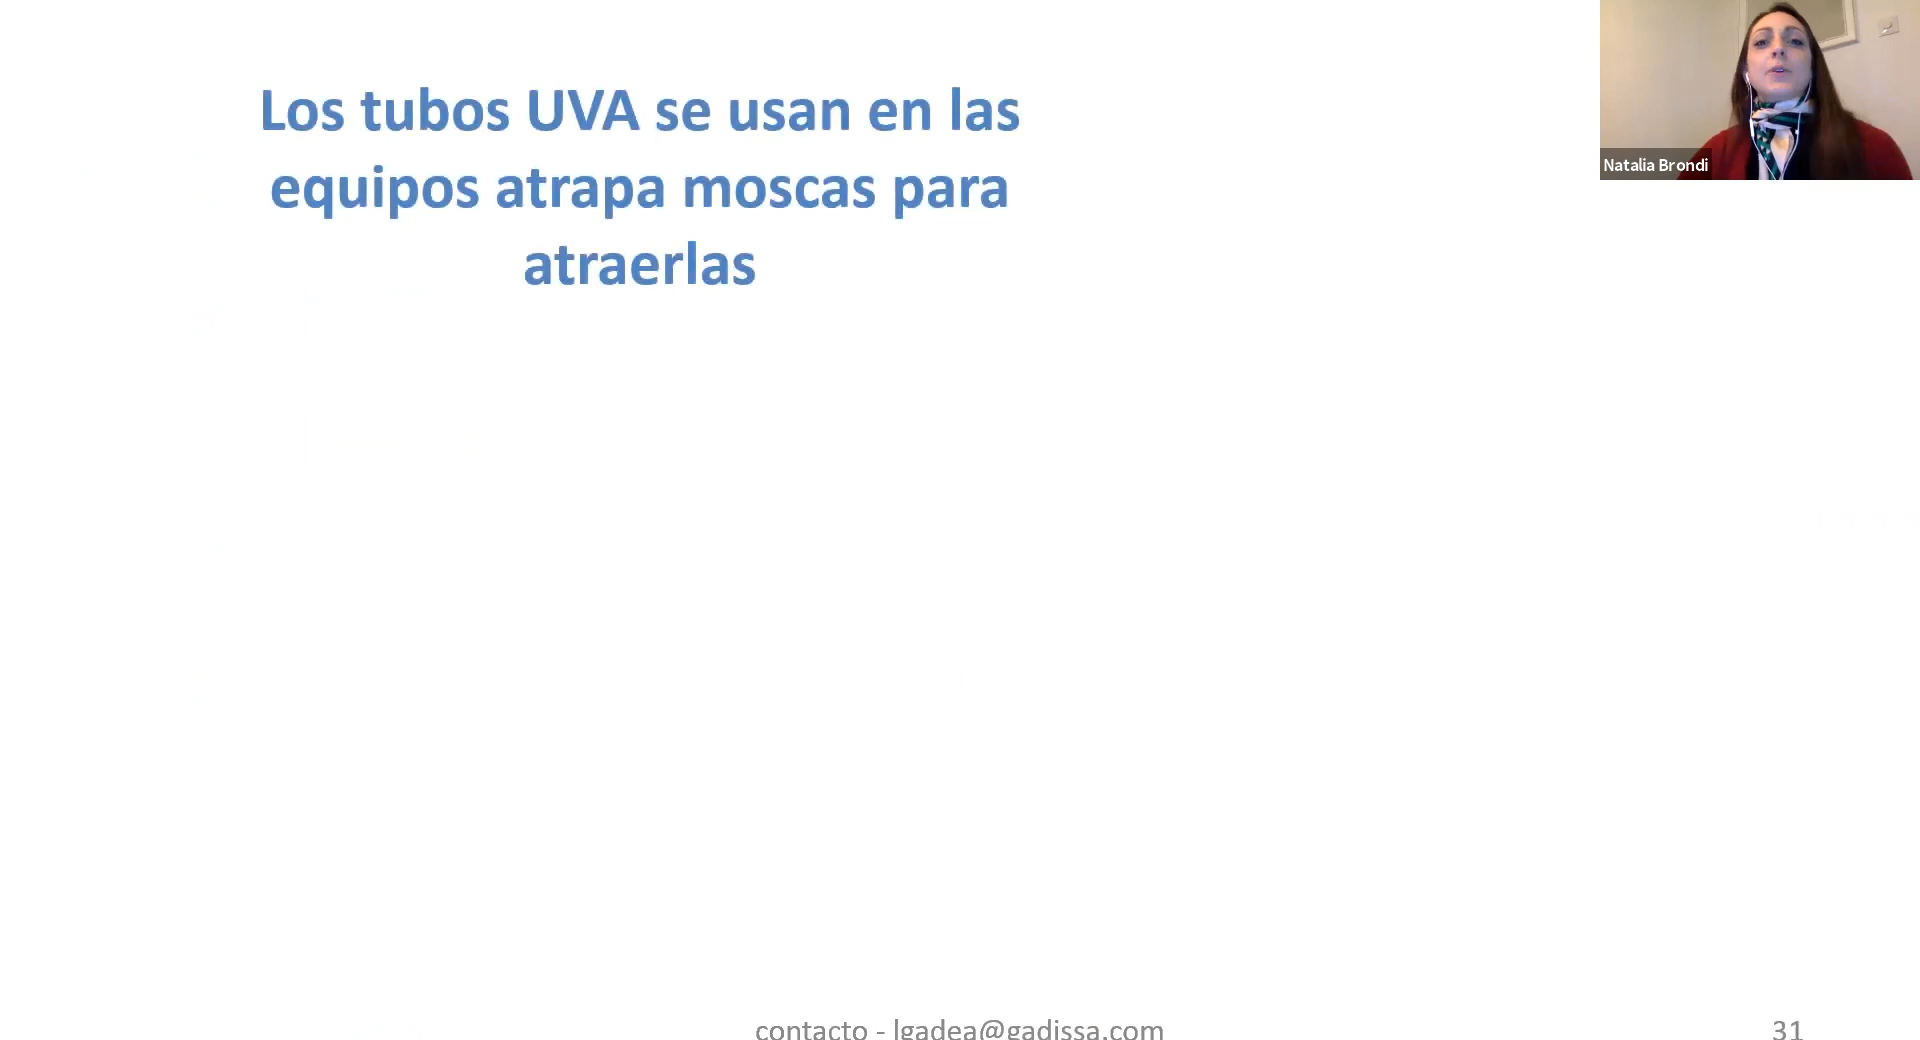 Los tubos UVA se usan en las
equipos atrapa moscas para
atraerlas
Natalia Brondi
contacto - lgadea@gadissa.com
31